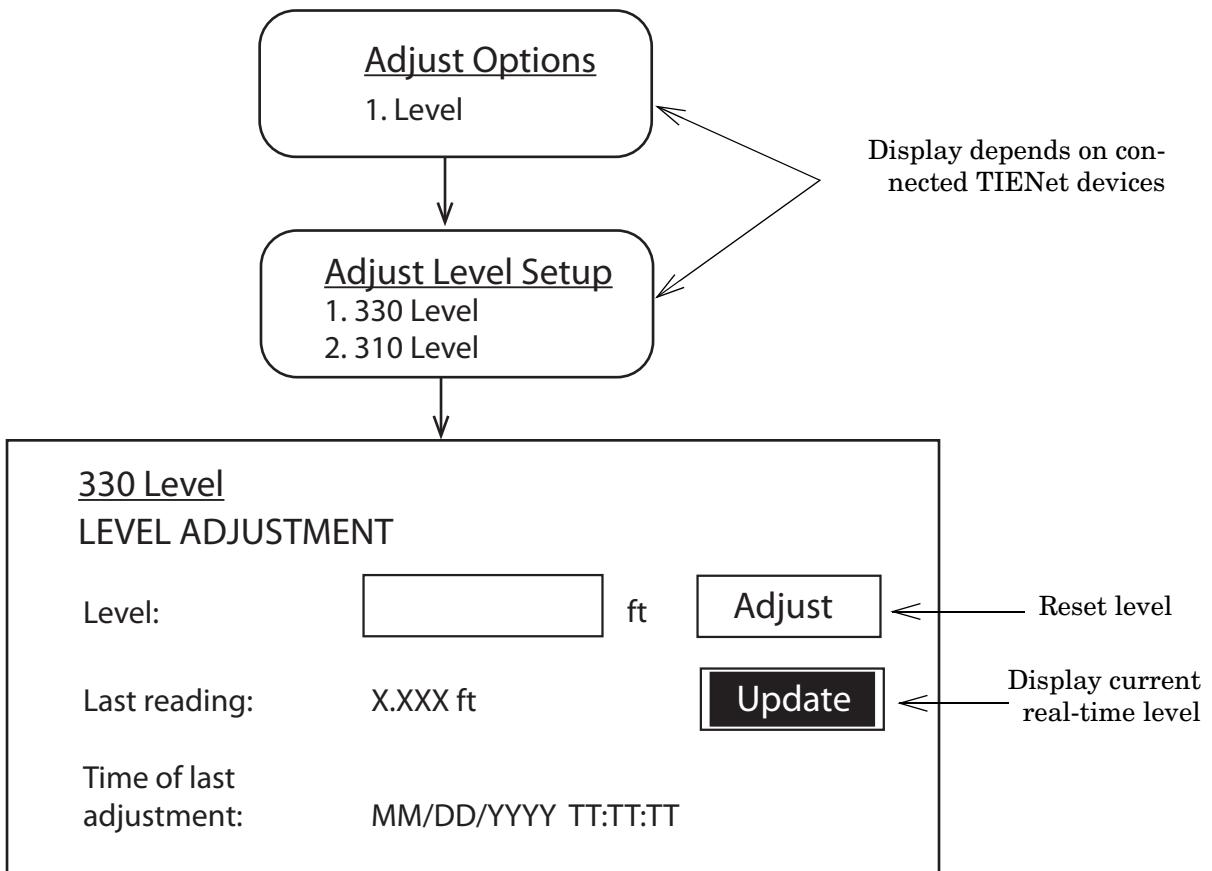 Adjust Options
1. Level
Display depends on con-
nected TIENet devices
Adjust Level Setup
1. 330 Level
2. 310 Level
330 Level
LEVEL ADJUSTMENT
Level:
ft
Adjust
Reset level
Last reading:
X.XXX ft
Update
Display current
real-time level
Time of last
adjustment:
MM/DD/YYYY TT:TT:TT